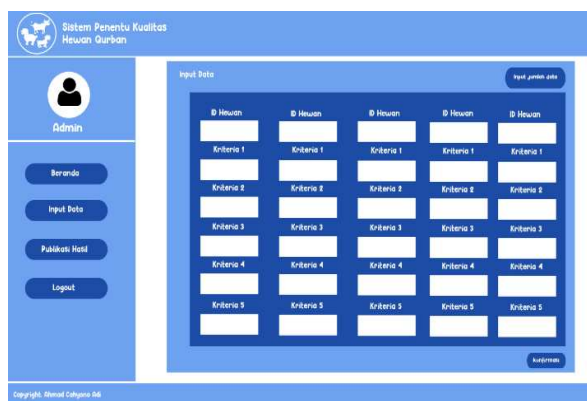 Sistem Penentu Kualitas
Hewan Qurban
Admin
Beranda
Input Data
Publikasi Hasil
Logout
Input Data
Input Jumlah data
ID Hewan ID Hewan ID Hewan ID Hewan ID Hewan
Kriteria 1 Kriteria 1 Kriteria 1 Kriteria 1 Kriteria 1
Kriteria 2 Kriteria 2 Kriteria 2 Kriteria 2 Kriteria 2
Kriteria 3 Kriteria 3 Kriteria 3 Kriteria 3 Kriteria 3
Kriteria 4 Kriteria 4 Kriteria 4 Kriteria 4 Kriteria 4
Kriteria 5 Kriteria 5 Kriteria 5 Kriteria 5 Kriteria 5
Konfirmasi
Copyright, Ahmad Cahyono Adi